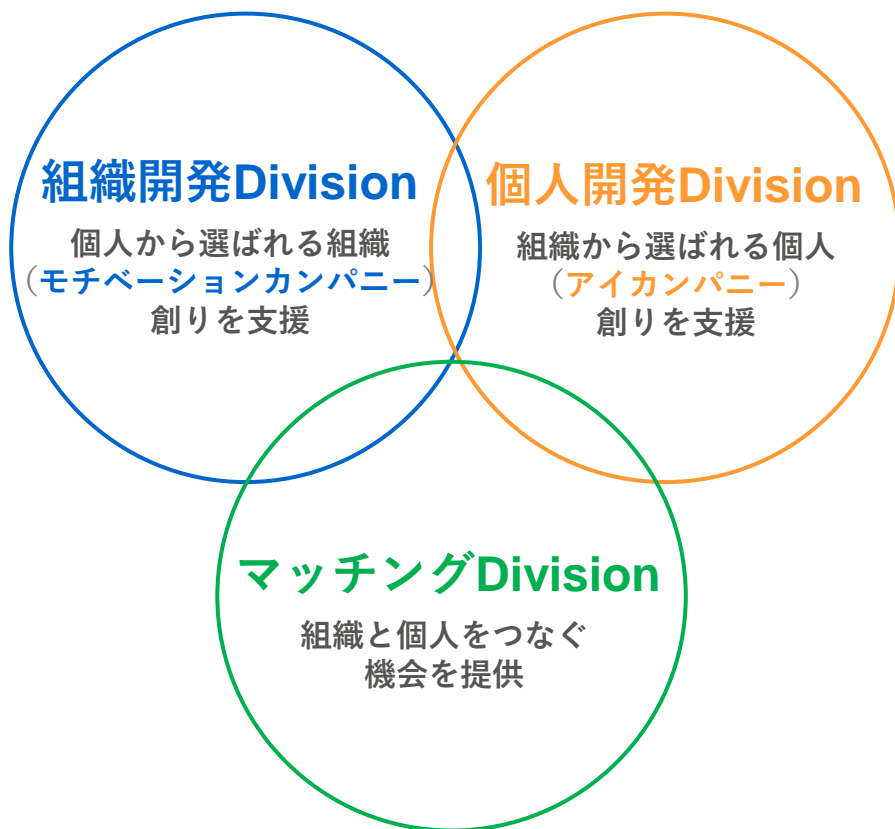 組織開発Division
個人から選ばれる組織
（モチベーションカンパニー）
創りを支援
個人開発Division
組織から選ばれる個人
（アイカンパニー）
創りを支援
マッチングDivision
組織と個人をつなぐ
機会を提供